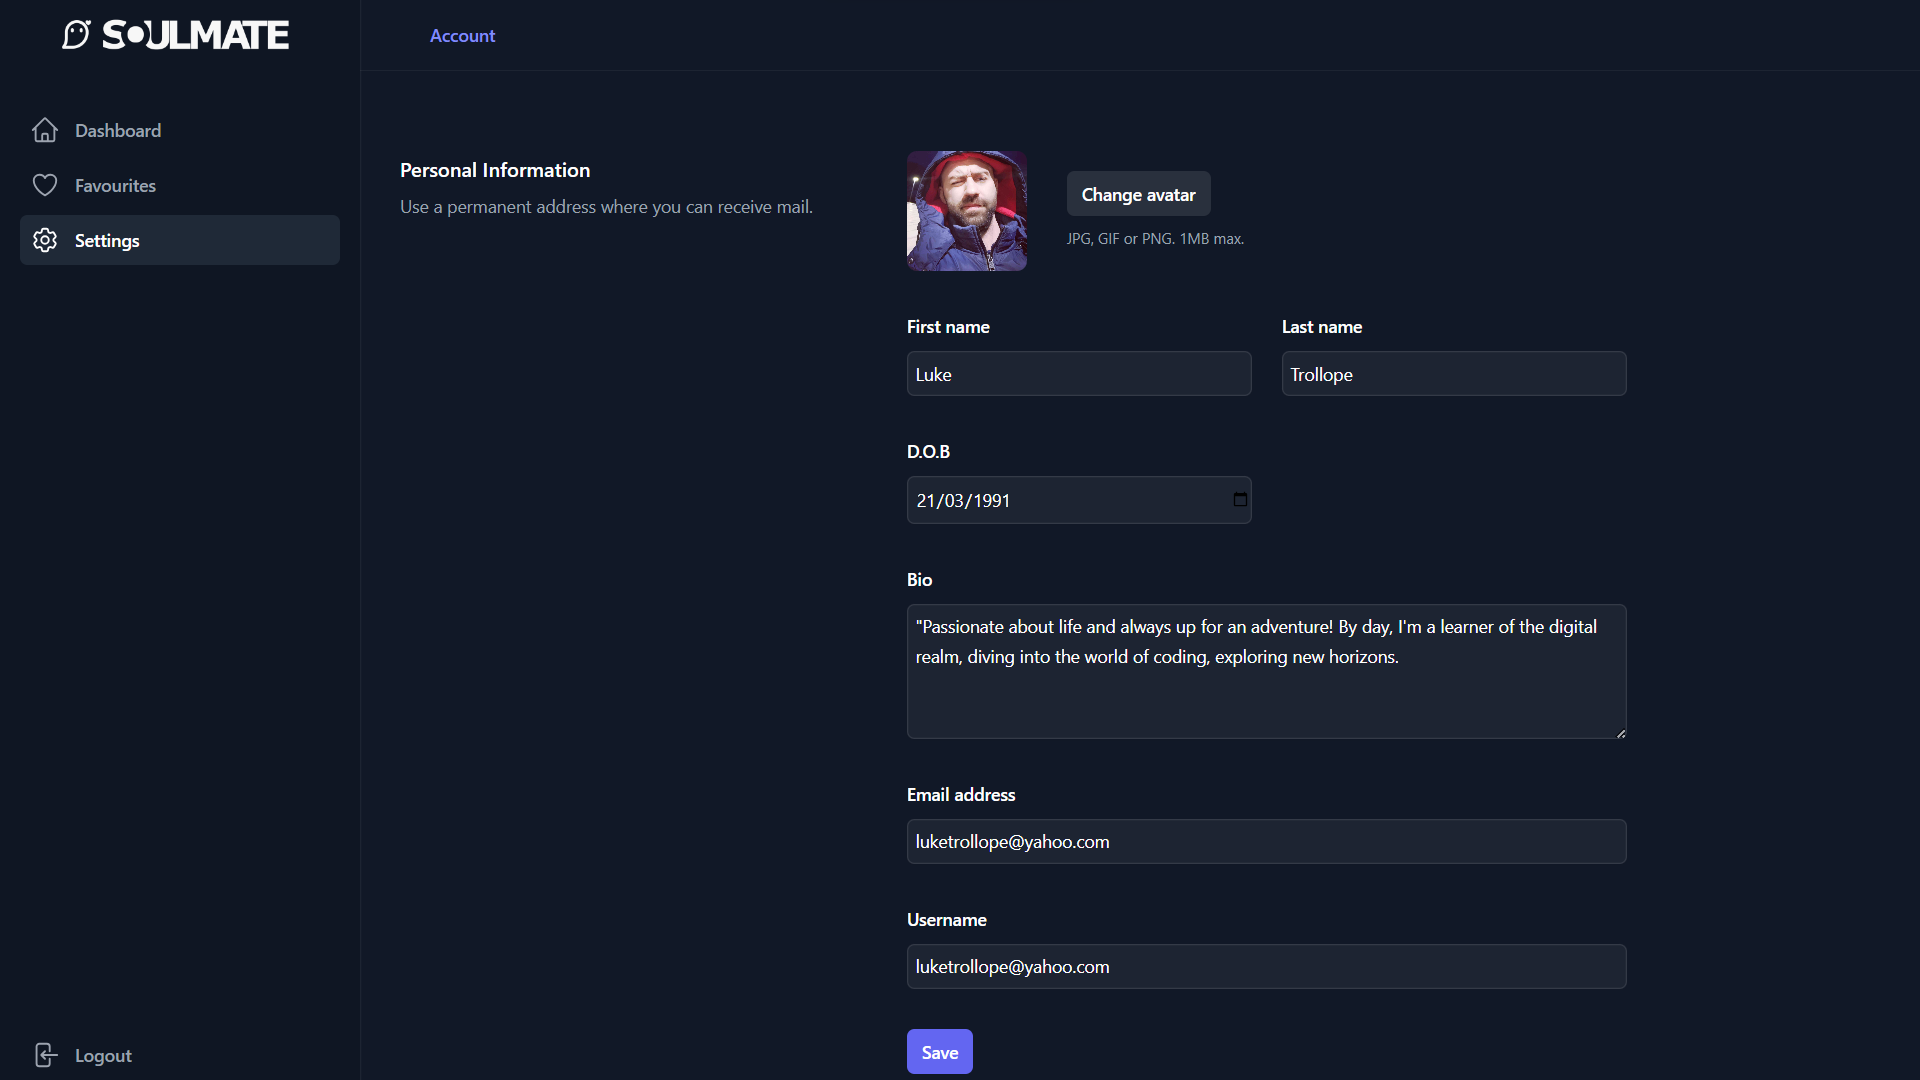 SOULMATE
Dashboard
Favourites
Settings
Logout
Account
Personal Information
Use a permanent address where you can receive mail.
Change avatar
JPG, GIF or PNG. 1MB max.
First name
Luke
Last name
Trollope
D.O.B
21/03/1991
Bio
"Passionate about life and always up for an adventure! By day, I'm a learner of the digital
realm, diving into the world of coding, exploring new horizons.
Email address
luketrollope@yahoo.com
Username
luketrollope@yahoo.com
Save